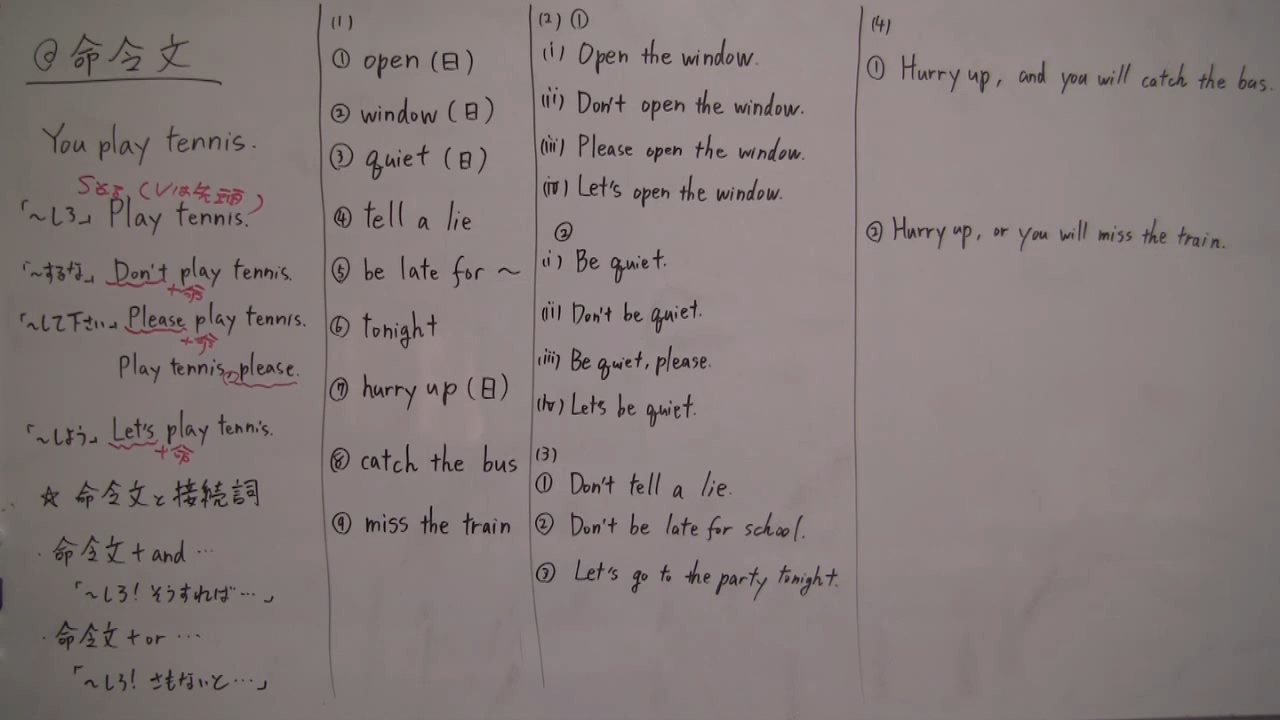 @命令文
You play tennis.
Sとる(Vは先頭)
「～しろ」 Play tennis.
「～するな」 Don't play tennis.
+命
「～して下さい」 Please play tennis.
+命
Play tennis, please.
「～しよう」 Let's play tennis.
+命
☆ 命令文と接続詞
・命令文+and …
「～しろ! そうすれば…」
・命令文+or …
「～しろ! さもないと…」
(1)
① open (日)
② window (日)
③ quiet (日)
④ tell a lie
⑤ be late for ～
⑥ tonight
⑦ hurry up (日)
⑧ catch the bus
⑨ miss the train
(2) ①
(i) Open the window.
(ii) Don't open the window.
(iii) Please open the window.
(iv) Let's open the window.
②
(i) Be quiet.
(ii) Don't be quiet.
(iii) Be quiet, please.
(iv) Let's be quiet.
(3)
① Don't tell a lie.
② Don't be late for school.
③ Let's go to the party tonight.
(4)
① Hurry up, and you will catch the bus.
② Hurry up, or you will miss the train.